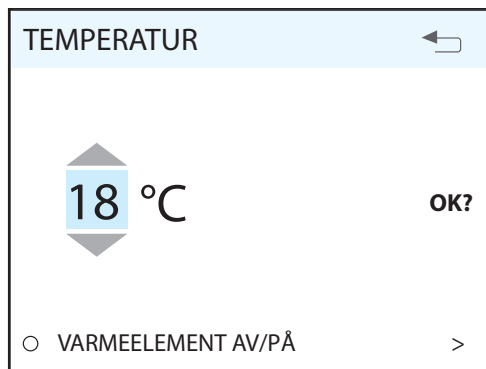 TEMPERATUR
18 °C
OK?
VARMEELEMENT AV/PÅ >